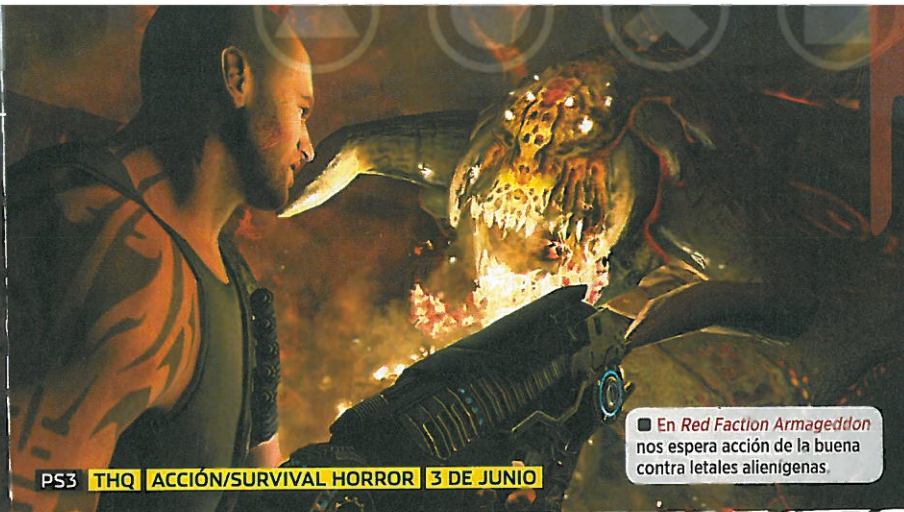 En Red Faction Armageddon
nos espera acción de la buena
contra letales alienígenas.
PS3 THQ ACCIÓN/SURVIVAL HORROR 3 DE JUNIO